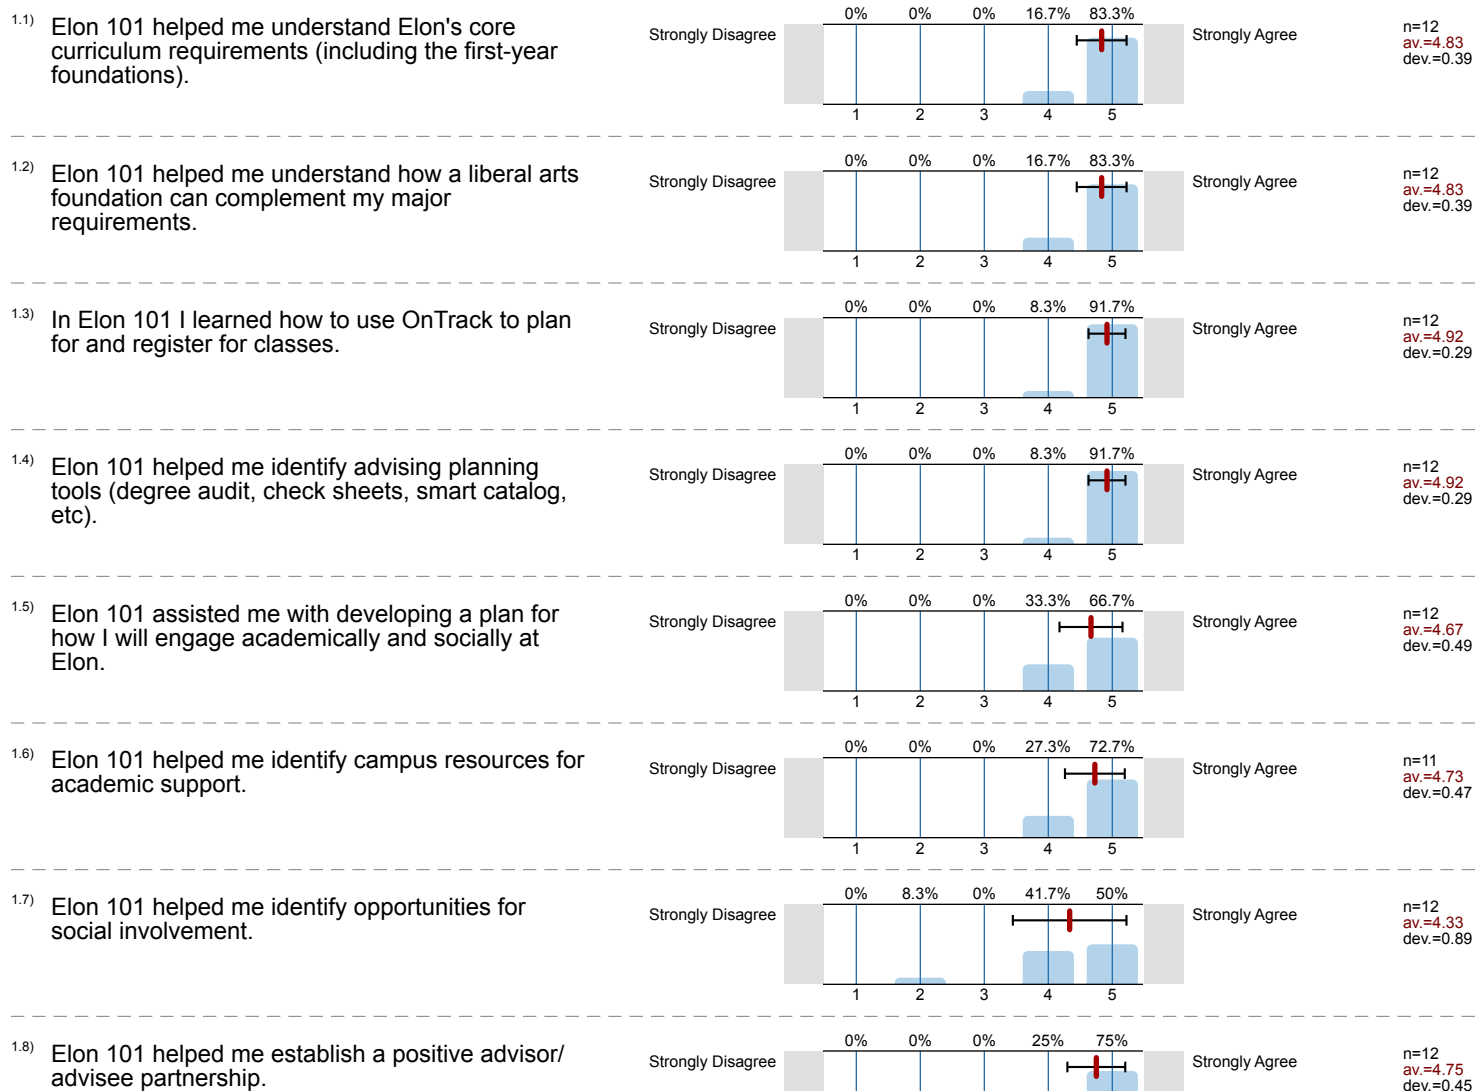 1.1) Elon 101 helped me understand Elon's core
curriculum requirements (including the first-year
foundations).
Strongly Disagree
0% 0% 0% 16.7% 83.3%
1 2 3 4 5
Strongly Agree
n=12
av.=4.83
dev.=0.39
1.2) Elon 101 helped me understand how a liberal arts
foundation can complement my major
requirements.
Strongly Disagree
0% 0% 0% 16.7% 83.3%
1 2 3 4 5
Strongly Agree
n=12
av.=4.83
dev.=0.39
1.3) In Elon 101 I learned how to use OnTrack to plan
for and register for classes.
Strongly Disagree
0% 0% 0% 8.3% 91.7%
1 2 3 4 5
Strongly Agree
n=12
av.=4.92
dev.=0.29
1.4) Elon 101 helped me identify advising planning
tools (degree audit, check sheets, smart catalog,
etc).
Strongly Disagree
0% 0% 0% 8.3% 91.7%
1 2 3 4 5
Strongly Agree
n=12
av.=4.92
dev.=0.29
1.5) Elon 101 assisted me with developing a plan for
how I will engage academically and socially at
Elon.
Strongly Disagree
0% 0% 0% 33.3% 66.7%
1 2 3 4 5
Strongly Agree
n=12
av.=4.67
dev.=0.49
1.6) Elon 101 helped me identify campus resources for
academic support.
Strongly Disagree
0% 0% 0% 27.3% 72.7%
1 2 3 4 5
Strongly Agree
n=11
av.=4.73
dev.=0.47
1.7) Elon 101 helped me identify opportunities for
social involvement.
Strongly Disagree
0% 8.3% 0% 41.7% 50%
1 2 3 4 5
Strongly Agree
n=12
av.=4.33
dev.=0.89
1.8) Elon 101 helped me establish a positive advisor/
advisee partnership.
Strongly Disagree
0% 0% 0% 25% 75%
Strongly Agree
n=12
av.=4.75
dev.=0.45